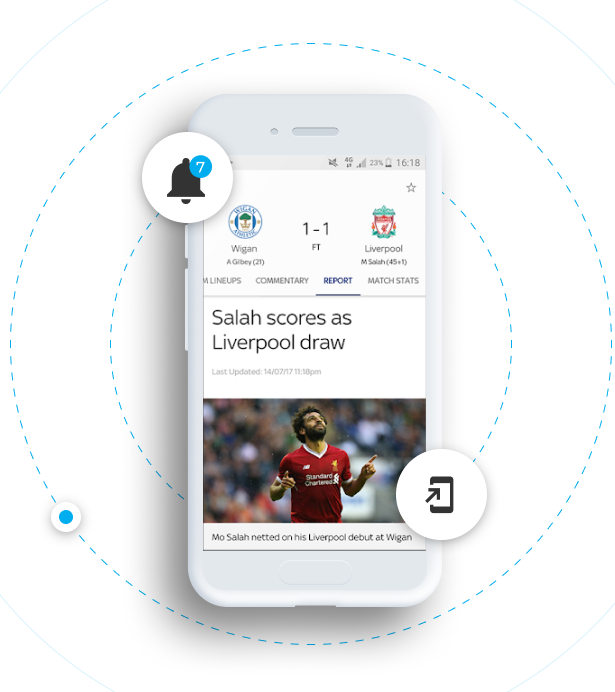 7
4G 23% 16:18
WIGAN
ATHLETIC
1-1
FT
Wigan
Liverpool
A Gilbey (21)
M Salah (45+1)
M LINEUPS COMMENTARY REPORT MATCH STATS
Salah scores as
Liverpool draw
Last Updated: 14/07/17 11:18pm
Standard
Chartered
Mo Salah netted on his Liverpool debut at Wigan